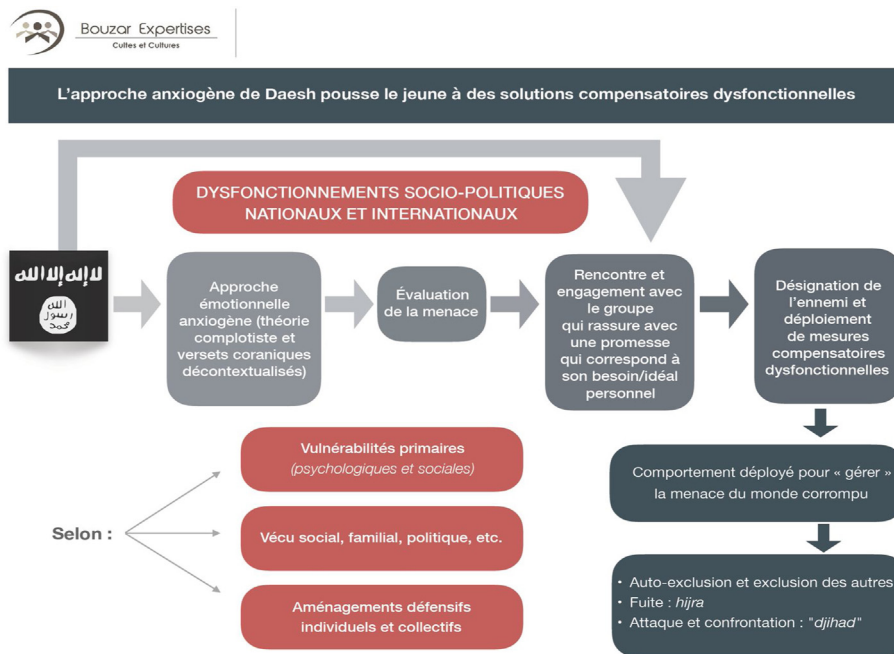 Bouzar Expertises
Cultes et Cultures
L'approche anxiogène de Daesh pousse le jeune à des solutions compensatoires dysfonctionnelles
DYSFONCTIONNEMENTS SOCIO-POLITIQUES
NATIONAUX ET INTERNATIONAUX
لا إله إلا الله
الله
رسول
محمد
Approche
émotionnelle
anxiogène (théorie
complotiste et
versets coraniques
décontextualisés)
Évaluation
de la menace
Rencontre et
engagement avec
le groupe
qui rassure avec
une promesse
qui correspond à
son besoin/idéal
personnel
Désignation de
l'ennemi et
déploiement
de mesures
compensatoires
dysfonctionnelles
Selon :
Vulnérabilités primaires
(psychologiques et sociales)
Vécu social, familial, politique, etc.
Aménagements défensifs
individuels et collectifs
Comportement déployé pour « gérer »
la menace du monde corrompu
• Auto-exclusion et exclusion des autres
• Fuite : hijra
• Attaque et confrontation : "djihad"